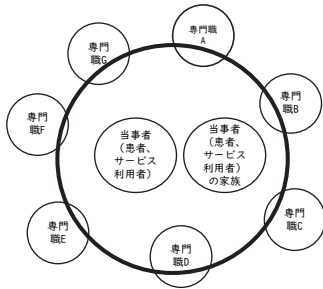 専門職
A
専門
職G
専門
職B
専門
職F
当事者
（患者、
サービス
利用者）
当事者
（患者、
サービス
利用者）
の家族
専門
職C
専門
職E
専門
職D